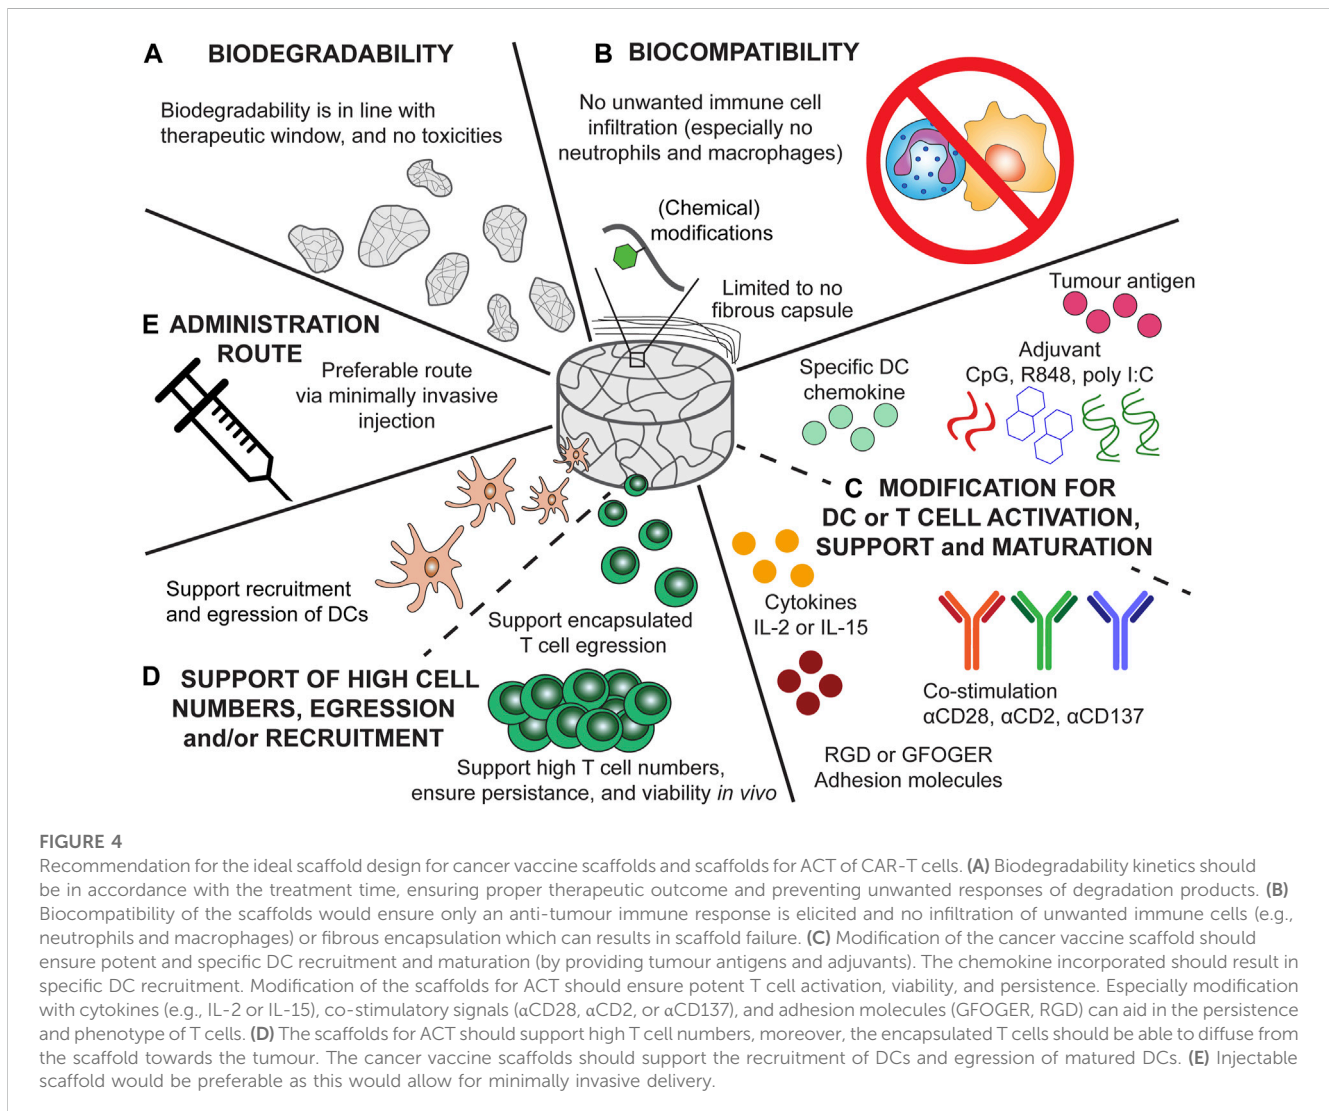 A BIODEGRADABILITY
Biodegradability is in line with
therapeutic window, and no toxicities
B BIOCOMPATIBILITY
No unwanted immune cell
infiltration (especially no
neutrophils and macrophages)
(Chemical)
modifications
Limited to no
fibrous capsule
Tumour antigen
Adjuvant
CpG, R848, poly I:C
Specific DC
chemokine
C MODIFICATION FOR
DC or T CELL ACTIVATION,
SUPPORT and MATURATION
Cytokines
IL-2 or IL-15
Co-stimulation
αCD28, αCD2, αCD137
RGD or GFOGER
Adhesion molecules
E ADMINISTRATION
ROUTE
Preferable route
via minimally invasive
injection
Support recruitment
and egression of DCs
Support encapsulated
T cell egression
D SUPPORT OF HIGH CELL
NUMBERS, EGRESSION
and/or RECRUITMENT
Support high T cell numbers,
ensure persistance, and viability in vivo
FIGURE 4
Recommendation for the ideal scaffold design for cancer vaccine scaffolds and scaffolds for ACT of CAR-T cells. (A) Biodegradability kinetics should
be in accordance with the treatment time, ensuring proper therapeutic outcome and preventing unwanted responses of degradation products. (B)
Biocompatibility of the scaffolds would ensure only an anti-tumour immune response is elicited and no infiltration of unwanted immune cells (e.g.,
neutrophils and macrophages) or fibrous encapsulation which can results in scaffold failure. (C) Modification of the cancer vaccine scaffold should
ensure potent and specific DC recruitment and maturation (by providing tumour antigens and adjuvants). The chemokine incorporated should result in
specific DC recruitment. Modification of the scaffolds for ACT should ensure potent T cell activation, viability, and persistence. Especially modification
with cytokines (e.g., IL-2 or IL-15), co-stimulatory signals (αCD28, αCD2, or αCD137), and adhesion molecules (GFOGER, RGD) can aid in the persistence
and phenotype of T cells. (D) The scaffolds for ACT should support high T cell numbers, moreover, the encapsulated T cells should be able to diffuse from
the scaffold towards the tumour. The cancer vaccine scaffolds should support the recruitment of DCs and egression of matured DCs. (E) Injectable
scaffold would be preferable as this would allow for minimally invasive delivery.